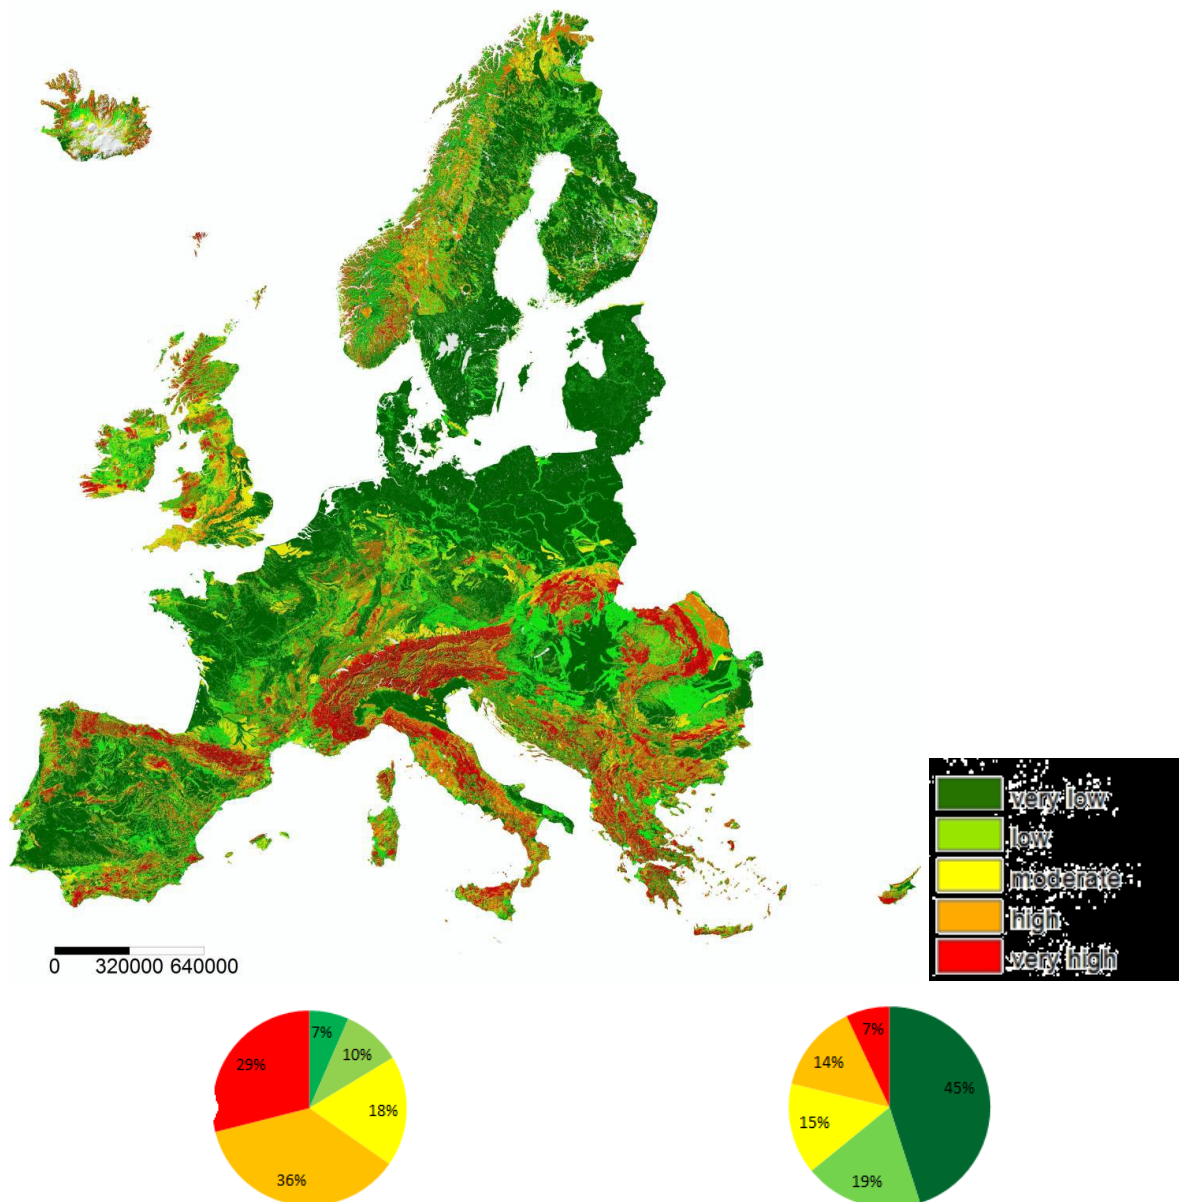 very low
low
moderate
high
very high
0 320000 640000
7%
10%
29%
18%
36%
7%
14%
45%
15%
19%